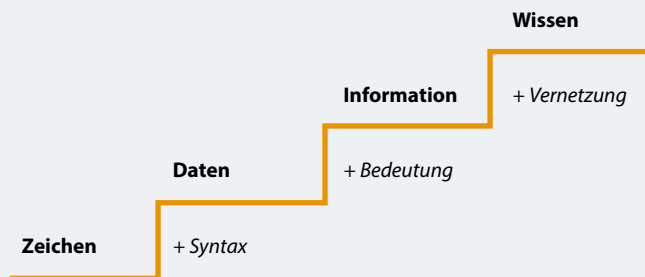 Wissen
Information
+ Vernetzung
Daten
+ Bedeutung
Zeichen
+ Syntax